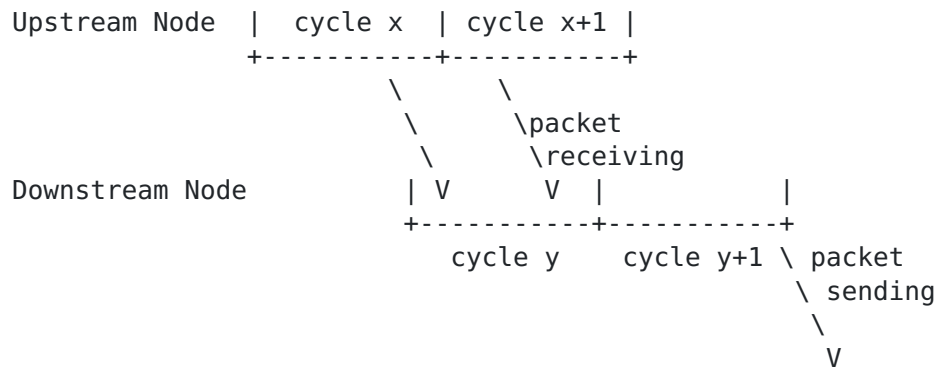 Upstream Node  |  cycle x  | cycle x+1 |
               +-----------+-----------+
                        \      \
                         \      \packet
                          \      \receiving
Downstream Node          | V      V  |           |
                         +-----------+-----------+
                            cycle y    cycle y+1 \ packet
                                                  \ sending
                                                   \
                                                    V